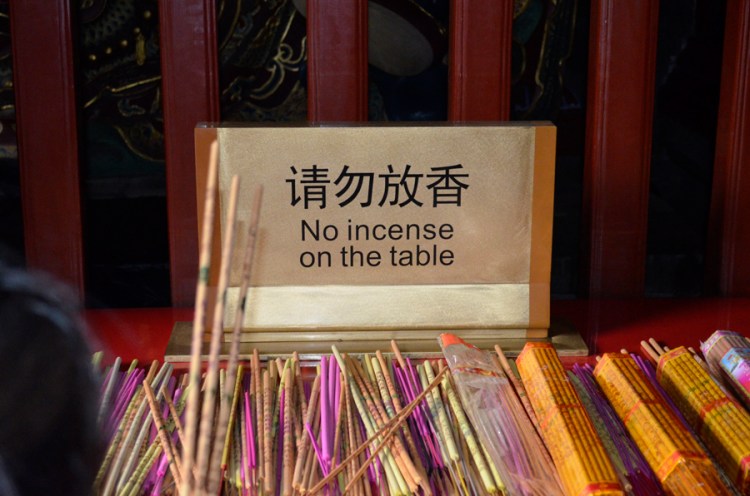 请勿放香
No incense
on the table